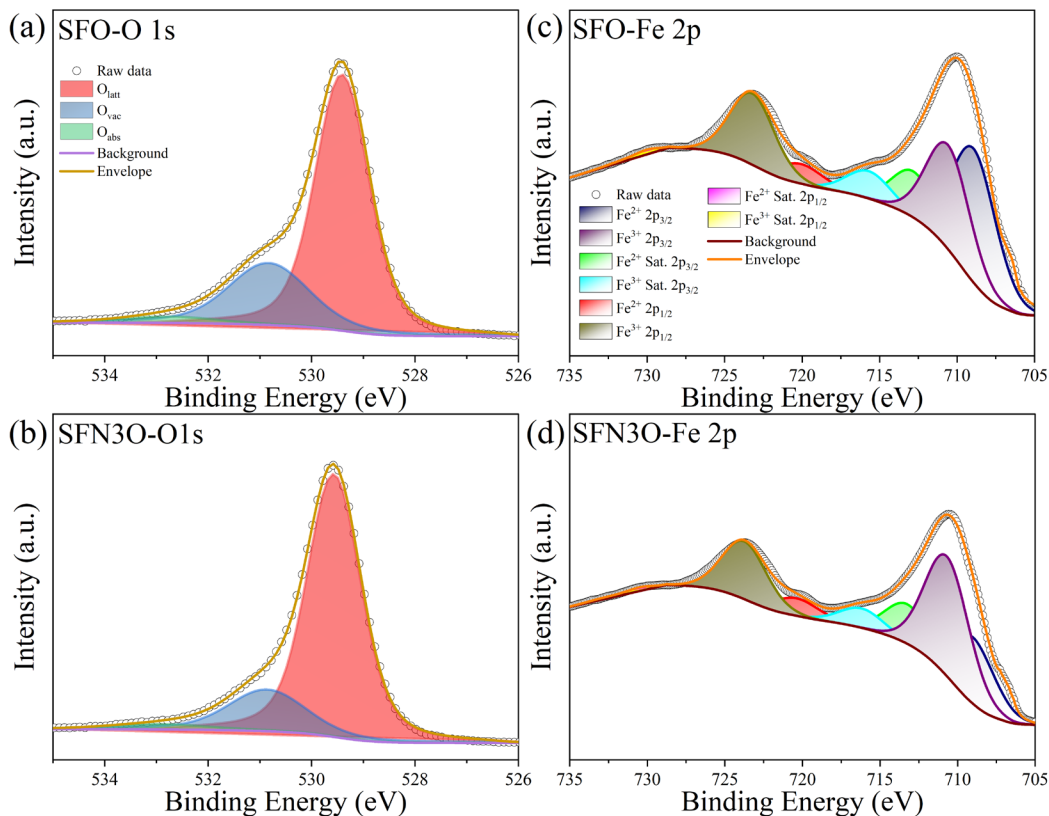 (a) SFO-O 1s
Raw data
O_latt
O_vac
O_abs
Background
Envelope
Intensity (a.u.)
534 532 530 528 526
Binding Energy (eV)
(c) SFO-Fe 2p
Raw data
Fe²⁺ 2p₃/₂
Fe³⁺ 2p₃/₂
Fe²⁺ Sat. 2p₃/₂
Fe³⁺ Sat. 2p₃/₂
Fe²⁺ 2p₁/₂
Fe³⁺ 2p₁/₂
Fe²⁺ Sat. 2p₁/₂
Fe³⁺ Sat. 2p₁/₂
Background
Envelope
Intensity (a.u.)
735 730 725 720 715 710 705
Binding Energy (eV)
(b) SFN3O-O1s
Intensity (a.u.)
534 532 530 528 526
Binding Energy (eV)
(d) SFN3O-Fe 2p
Intensity (a.u.)
735 730 725 720 715 710 705
Binding Energy (eV)